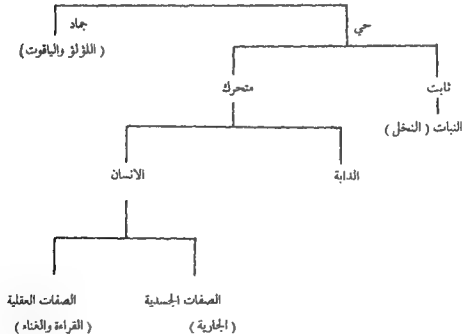 حي
جماد
( اللؤلؤ والياقوت )
ثابت
متحرك
النبات ( النخل )
الدابة
الانسان
الصفات الجسدية
الصفات العقلية
( الجارية )
( القراءة والغناء )